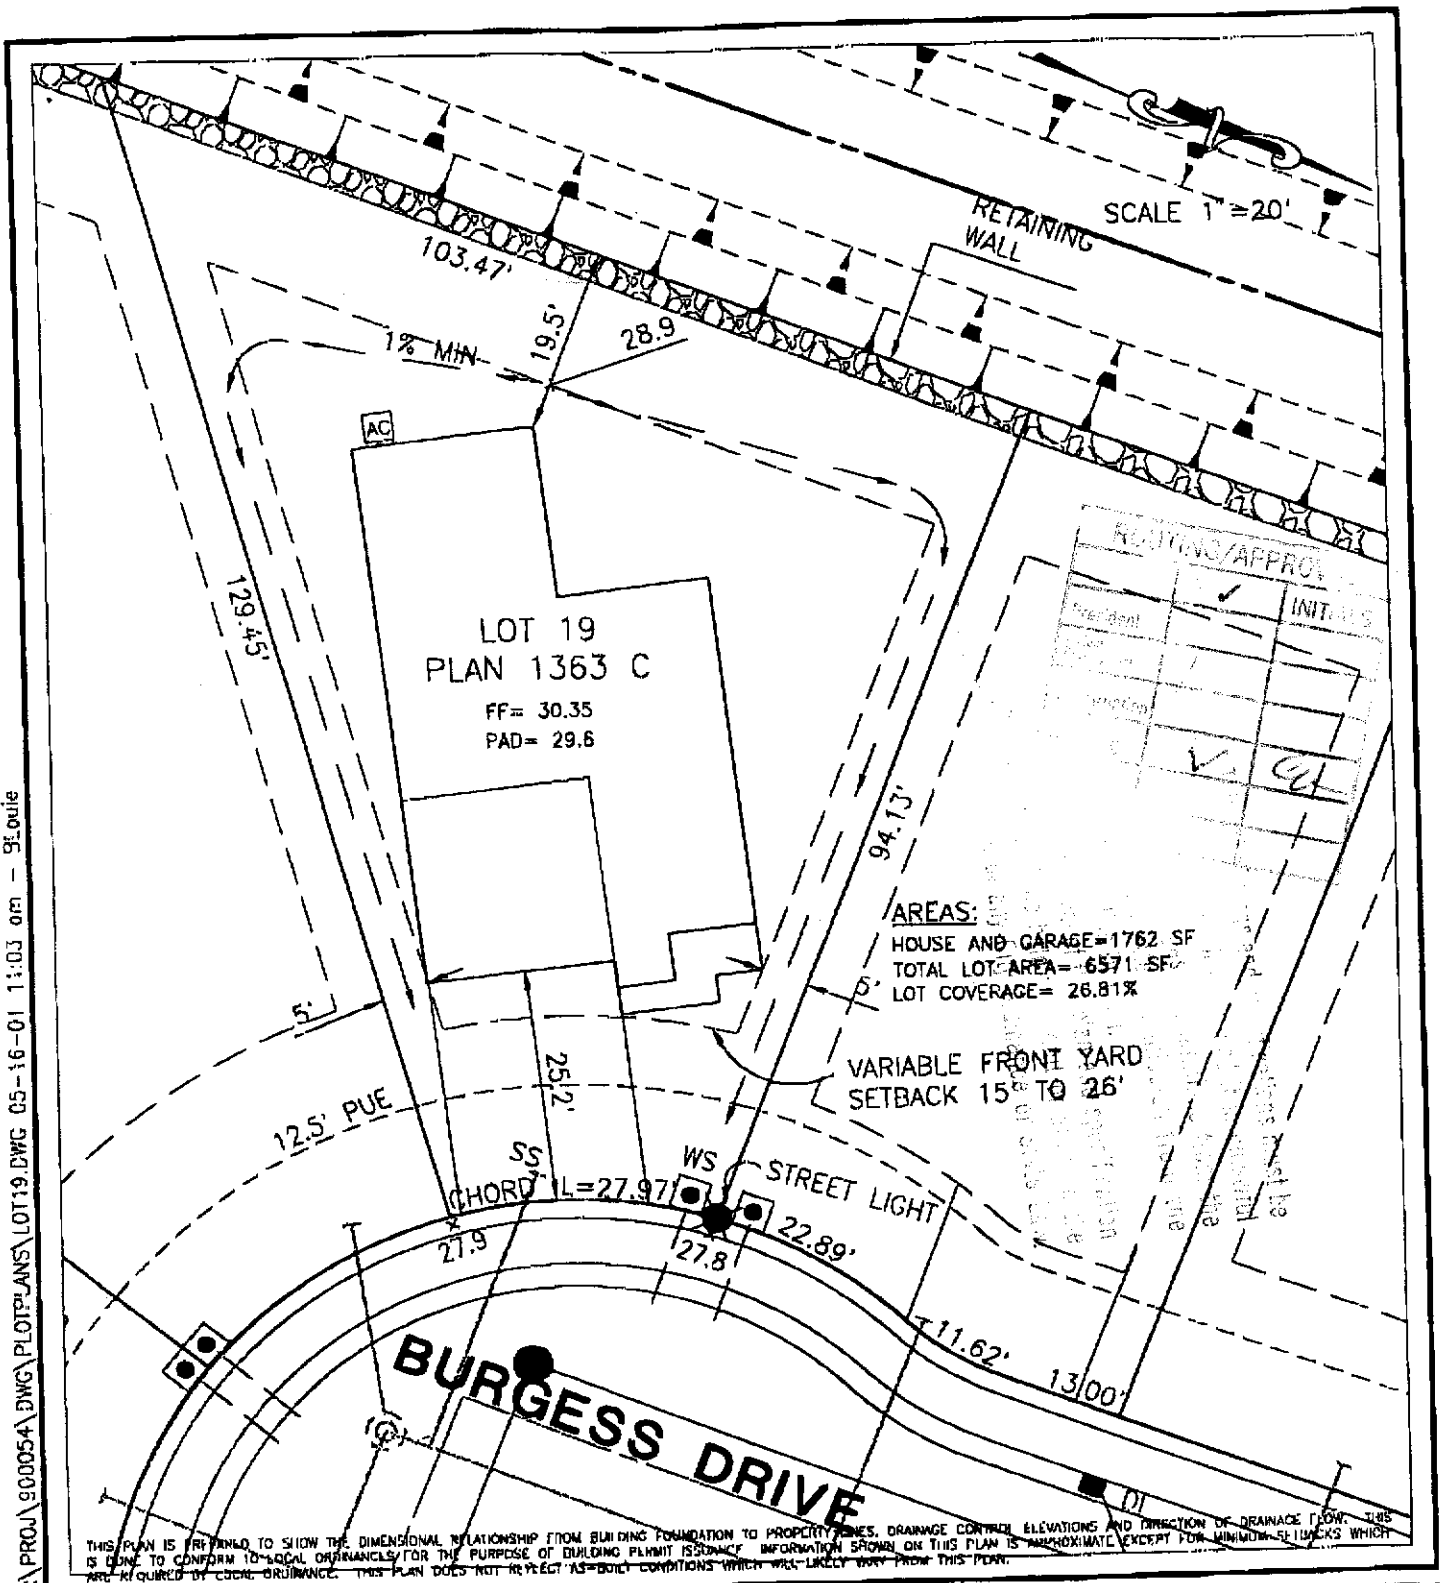 SCALE 1"=20'
RETAINING
WALL
103.47'
19.5'
28.9
1% MIN
AC
ROUTING/APPROV
INITIALS
President
129.45'
LOT 19
PLAN 1363 C
FF= 30.35
PAD= 29.6
94.13'
AREAS:
HOUSE AND GARAGE=1762 SF
TOTAL LOT AREA= 6571 SF
LOT COVERAGE= 26.81%
5'
5'
25.2'
VARIABLE FRONT YARD
SETBACK 15' TO 26'
12.5' PUE
SS
WS
STREET LIGHT
CHORD L=27.97'
27.9
27.8
22.89'
11.62'
13.00'
BURGESS DRIVE
DI
THIS PLAN IS PREPARED TO SHOW THE DIMENSIONAL RELATIONSHIP FROM BUILDING FOUNDATION TO PROPERTY LINES, DRAINAGE CONTROL ELEVATIONS AND DIRECTION OF DRAINAGE FLOW. THIS
IS DONE TO CONFORM TO LOCAL ORDINANCES FOR THE PURPOSE OF BUILDING PERMIT ISSUANCE. INFORMATION SHOWN ON THIS PLAN IS APPROXIMATE EXCEPT FOR MINIMUM SETBACKS WHICH
ARE REQUIRED BY LOCAL ORDINANCE. THIS PLAN DOES NOT REFLECT AS-BUILT CONDITIONS WHICH WILL LIKELY VARY FROM THIS PLAN.
\PROJ\900054\DWG\PLOTPLANS\LOT19.DWG 05-16-01 11:03 am - SLouie